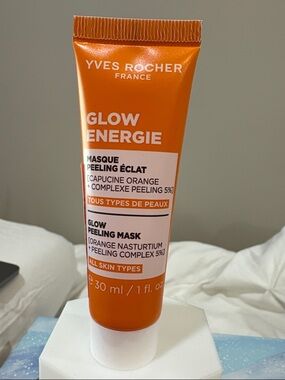 YVES ROCHER
FRANCE
GLOW
ENERGIE
MASQUE
PEELING ÉCLAT
[CAPUCINE ORANGE
+ COMPLEXE PEELING 5%]
TOUS TYPES DE PEAUX
GLOW
PEELING MASK
[ORANGE NASTURTIUM
+ PEELING COMPLEX 5%]
ALL SKIN TYPES
e 30 ml / 1 fl. oz